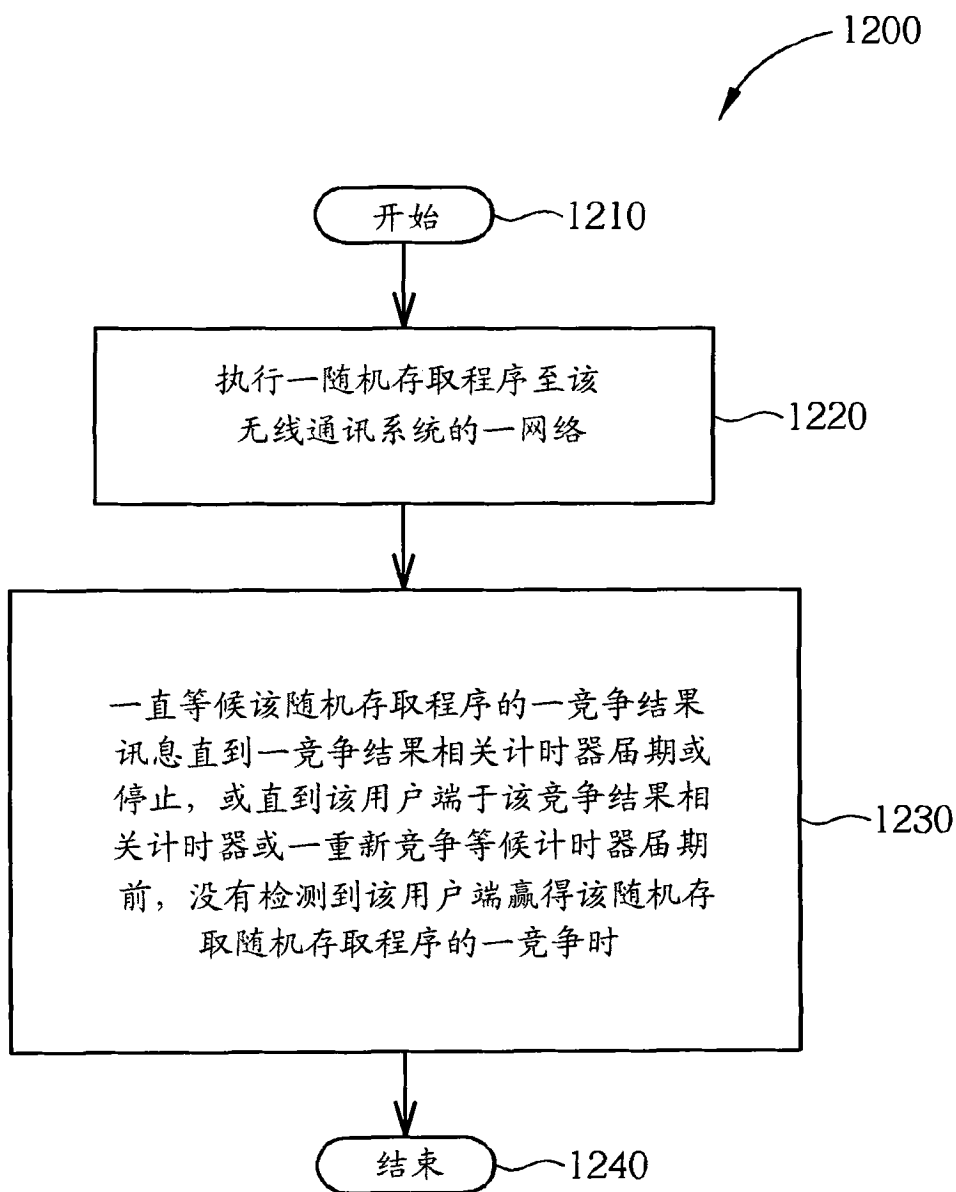 1200
开始
1210
执行一随机存取程序至该
无线通讯系统的一网络
1220
一直等候该随机存取程序的一竞争结果
讯息直到一竞争结果相关计时器届期或
停止，或直到该用户端于该竞争结果相
关计时器或一重新竞争等候计时器届期
前，没有检测到该用户端赢得该随机存
取随机存取程序的一竞争时
1230
结束
1240